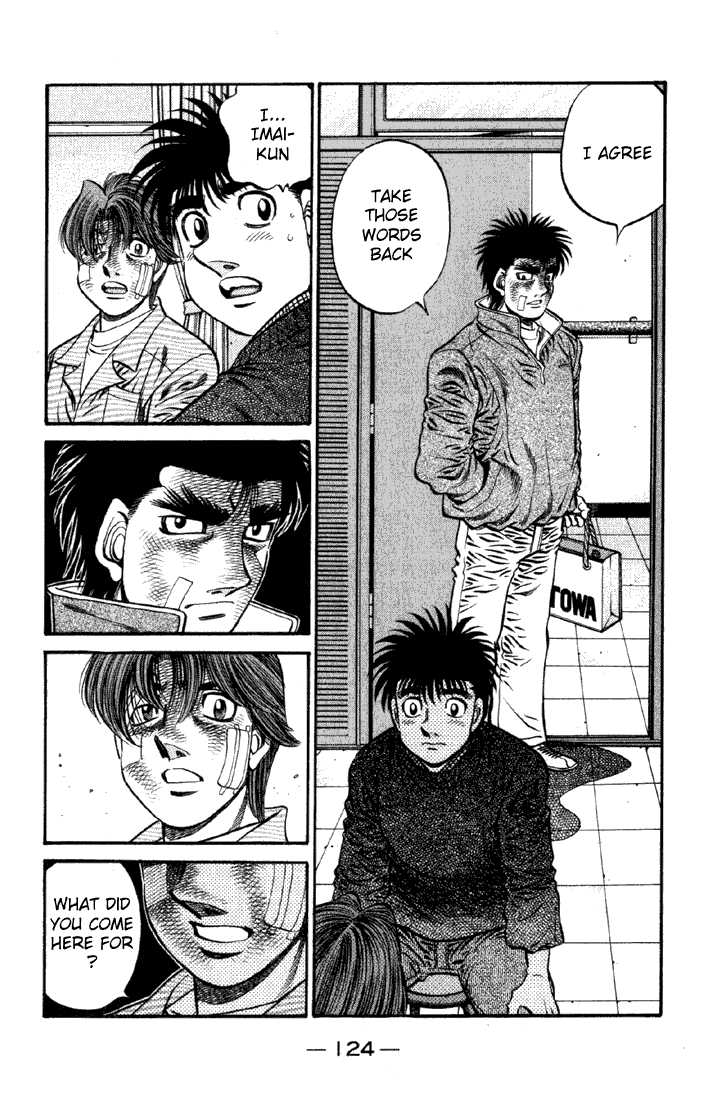 I AGREE
TAKE
THOSE
WORDS
BACK
TOWA
I...
IMAI-
KUN
WHAT DID
YOU COME
HERE FOR
?
— 124 —